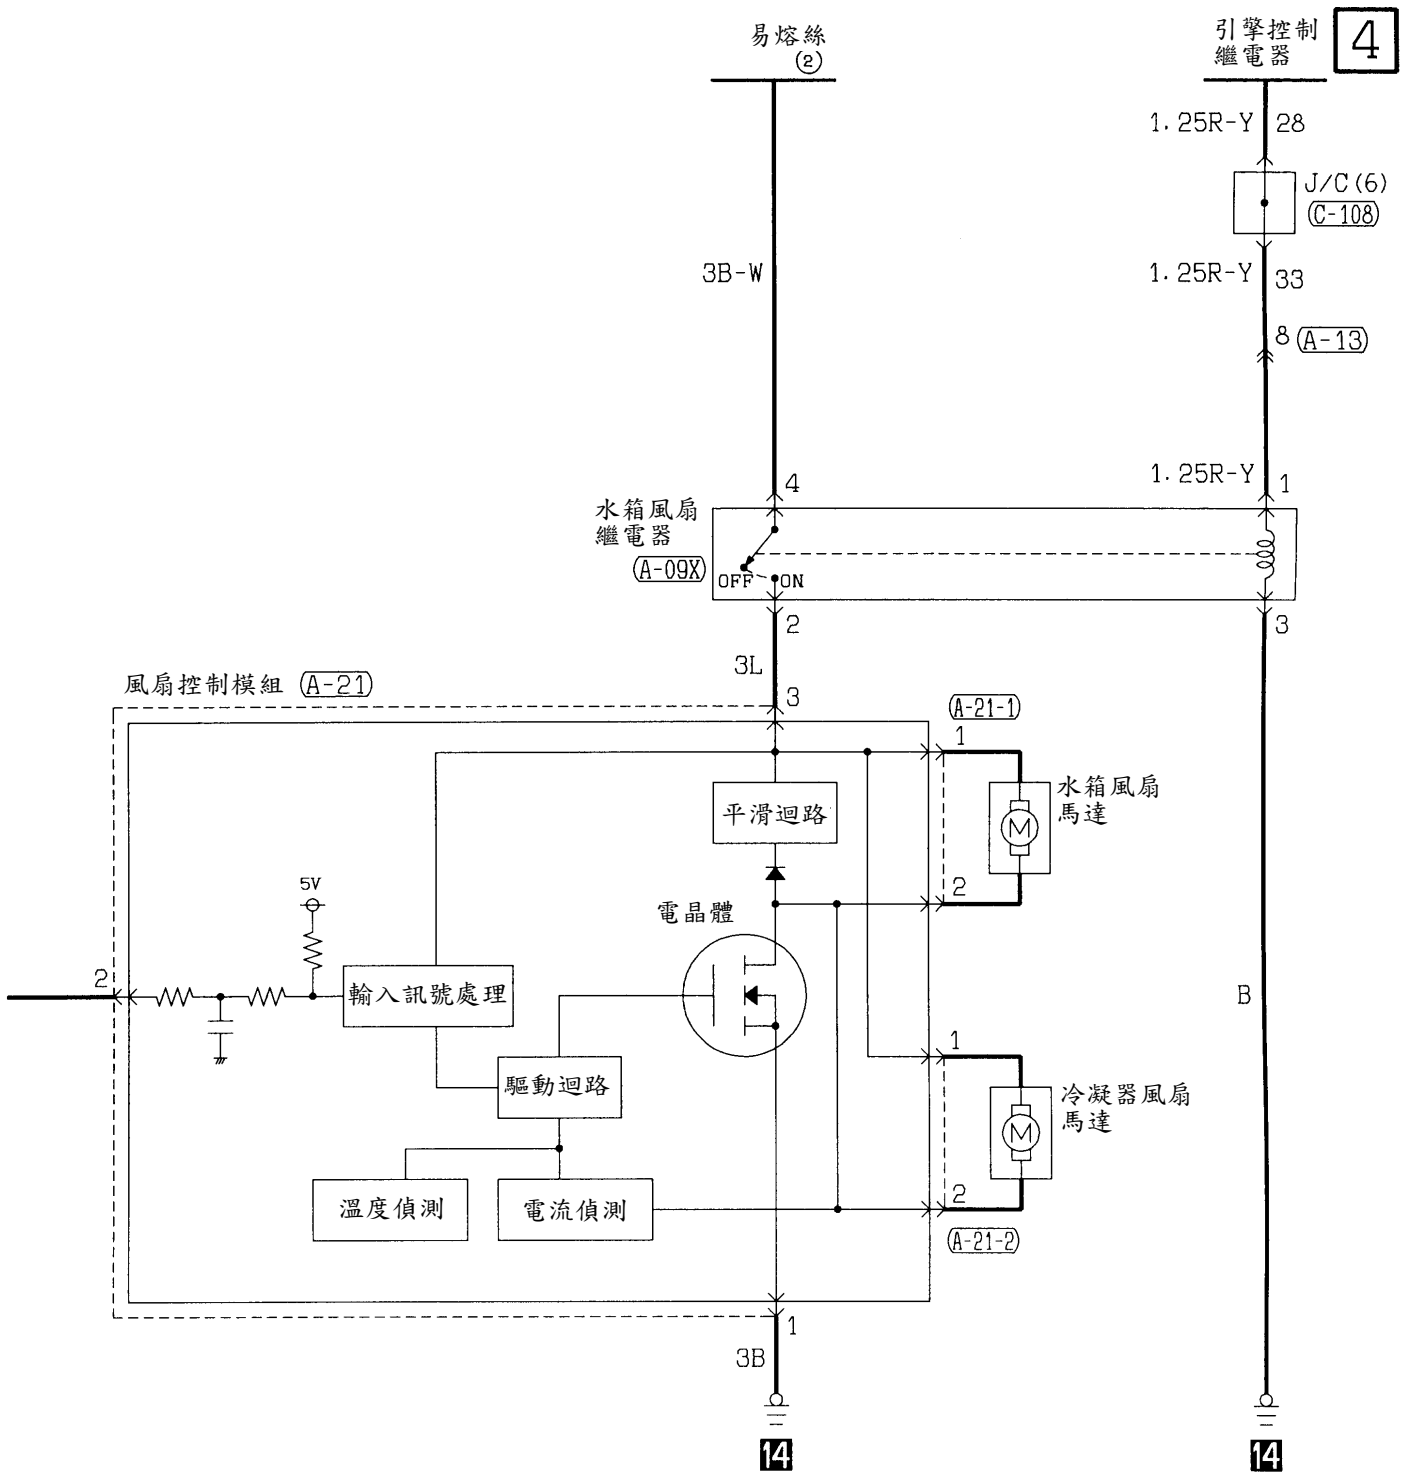 易熔絲
②
引擎控制
繼電器
4
1.25R-Y
28
J/C(6)
C-108
3B-W
1.25R-Y
33
8
A-13
4
1.25R-Y
1
水箱風扇
繼電器
A-09X
OFF
ON
2
3
3L
風扇控制模組
A-21
3
A-21-1
1
水箱風扇
馬達
M
平滑迴路
5V
2
電晶體
2
輸入訊號處理
B
1
驅動迴路
冷凝器風扇
馬達
M
溫度偵測
電流偵測
2
A-21-2
1
3B
14
14